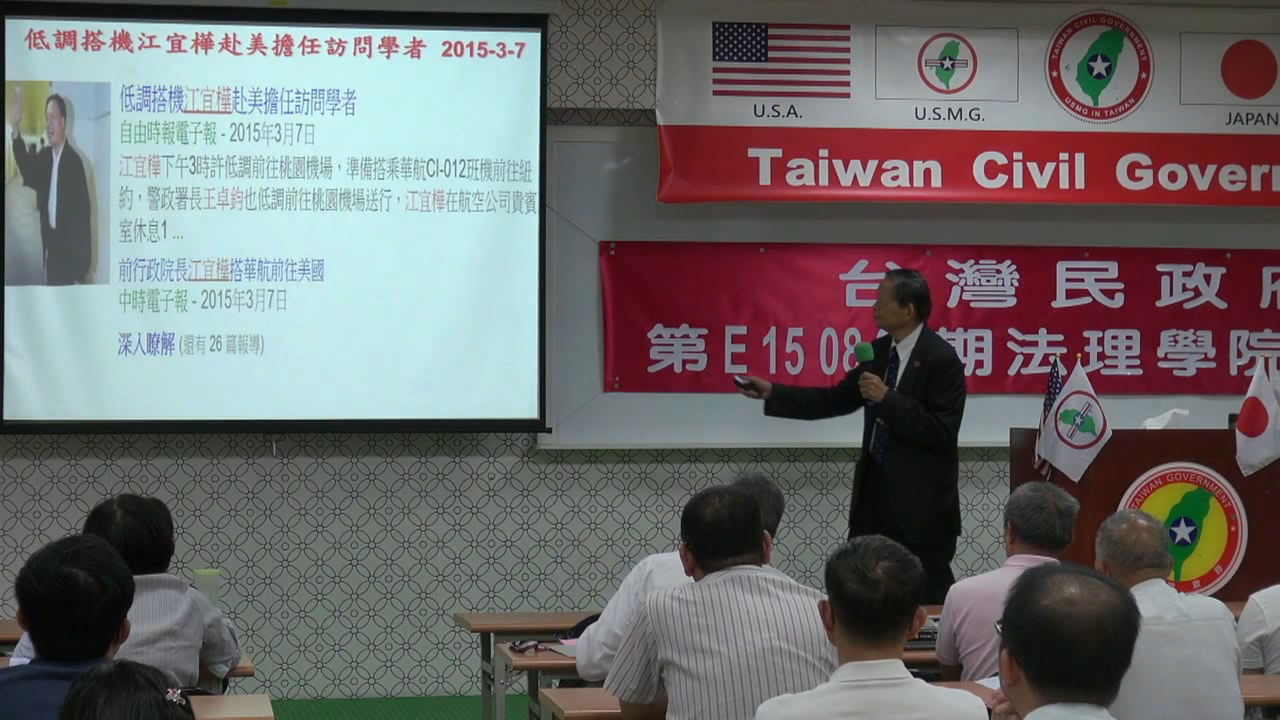 低調搭機江宜樺赴美擔任訪問學者 2015-3-7
低調搭機江宜樺赴美擔任訪問學者
自由時報電子報 - 2015年3月7日
江宜樺下午3時許低調前往桃園機場，準備搭乘華航CI-012班機前往紐
約，警政署長王卓鈞也低調前往桃園機場送行，江宜樺在航空公司貴賓
室休息1 ...
前行政院長江宜樺搭華航前往美國
中時電子報 - 2015年3月7日
深入瞭解 (還有 26 篇報導)
U.S.A.
U.S.M.G.
TAIWAN CIVIL GOVERNMENT
USMG IN TAIWAN
JAPAN
Taiwan Civil Govern
台灣民政府
第E15 08 期法理學院
TAIWAN GOVERNMENT
政府